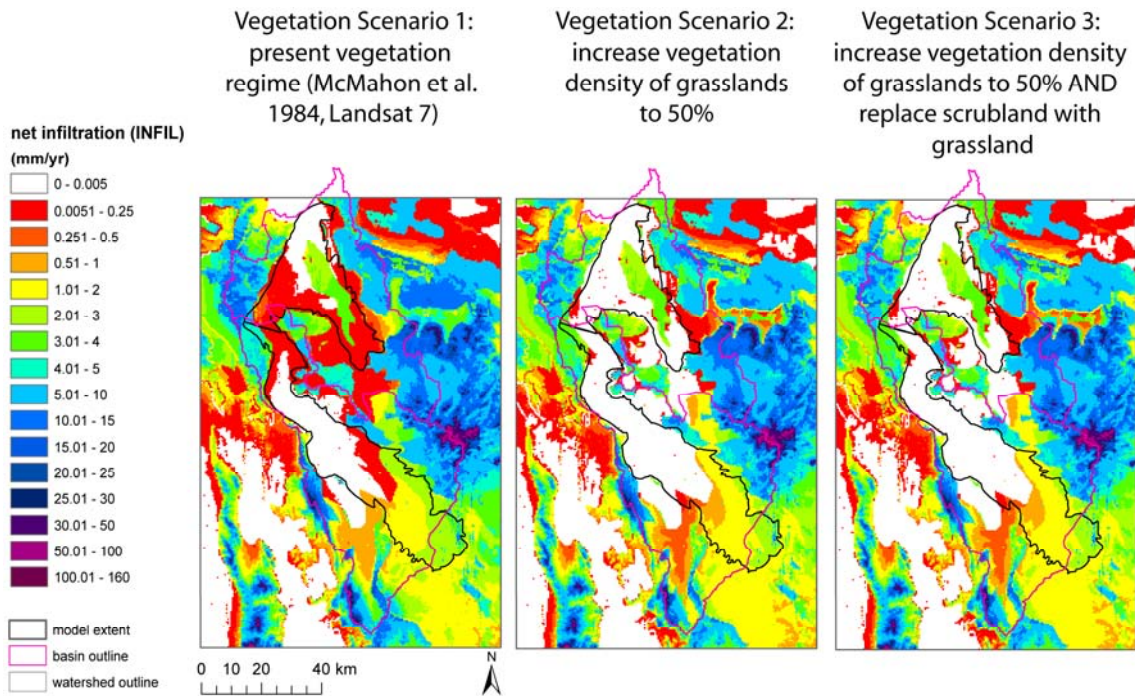 Vegetation Scenario 1:
present vegetation
regime (McMahon et al.
1984, Landsat 7)
Vegetation Scenario 2:
increase vegetation
density of grasslands
to 50%
Vegetation Scenario 3:
increase vegetation density
of grasslands to 50% AND
replace scrubland with
grassland
net infiltration (INFIL)
(mm/yr)
0 - 0.005
0.0051 - 0.25
0.251 - 0.5
0.51 - 1
1.01 - 2
2.01 - 3
3.01 - 4
4.01 - 5
5.01 - 10
10.01 - 15
15.01 - 20
20.01 - 25
25.01 - 30
30.01 - 50
50.01 - 100
100.01 - 160
model extent
basin outline
watershed outline
0 10 20 40 km
N